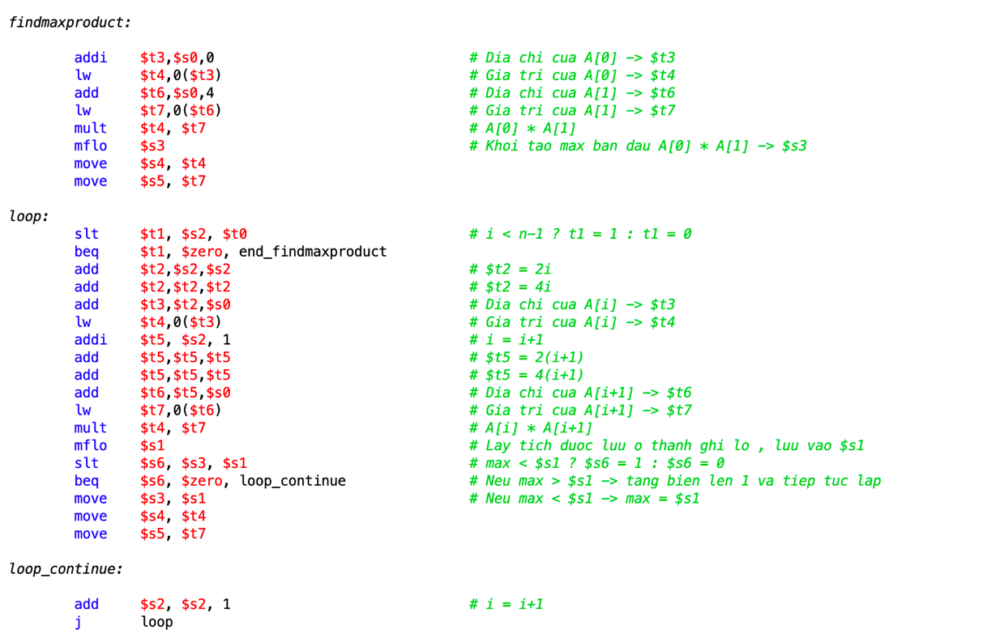 findmaxproduct:
addi $t3,$s0,0 # Dia chi cua A[0] -> $t3
lw $t4,0($t3) # Gia tri cua A[0] -> $t4
add $t6,$s0,4 # Dia chi cua A[1] -> $t6
lw $t7,0($t6) # Gia tri cua A[1] -> $t7
mult $t4, $t7 # A[0] * A[1]
mflo $s3 # Khoi tao max ban dau A[0] * A[1] -> $s3
move $s4, $t4
move $s5, $t7
loop:
slt $t1, $s2, $t0 # i < n-1 ? t1 = 1 : t1 = 0
beq $t1, $zero, end_findmaxproduct
add $t2,$s2,$s2 # $t2 = 2i
add $t2,$t2,$t2 # $t2 = 4i
add $t3,$t2,$s0 # Dia chi cua A[i] -> $t3
lw $t4,0($t3) # Gia tri cua A[i] -> $t4
addi $t5, $s2, 1 # i = i+1
add $t5,$t5,$t5 # $t5 = 2(i+1)
add $t5,$t5,$t5 # $t5 = 4(i+1)
add $t6,$t5,$s0 # Dia chi cua A[i+1] -> $t6
lw $t7,0($t6) # Gia tri cua A[i+1] -> $t7
mult $t4, $t7 # A[i] * A[i+1]
mflo $s1 # Lay tich duoc luu o thanh ghi lo , luu vao $s1
slt $s6, $s3, $s1 # max < $s1 ? $s6 = 1 : $s6 = 0
beq $s6, $zero, loop_continue # Neu max > $s1 -> tang bien len 1 va tiep tuc lap
move $s3, $s1 # Neu max < $s1 -> max = $s1
move $s4, $t4
move $s5, $t7
loop_continue:
add $s2, $s2, 1 # i = i+1
j loop